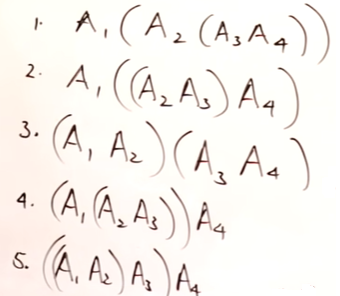 1. A₁(A₂(A₃A₄))
2. A₁((A₂A₃)A₄)
3. (A₁A₂)(A₃A₄)
4. (A₁(A₂A₃))A₄
5. ((A₁A₂)A₃)A₄